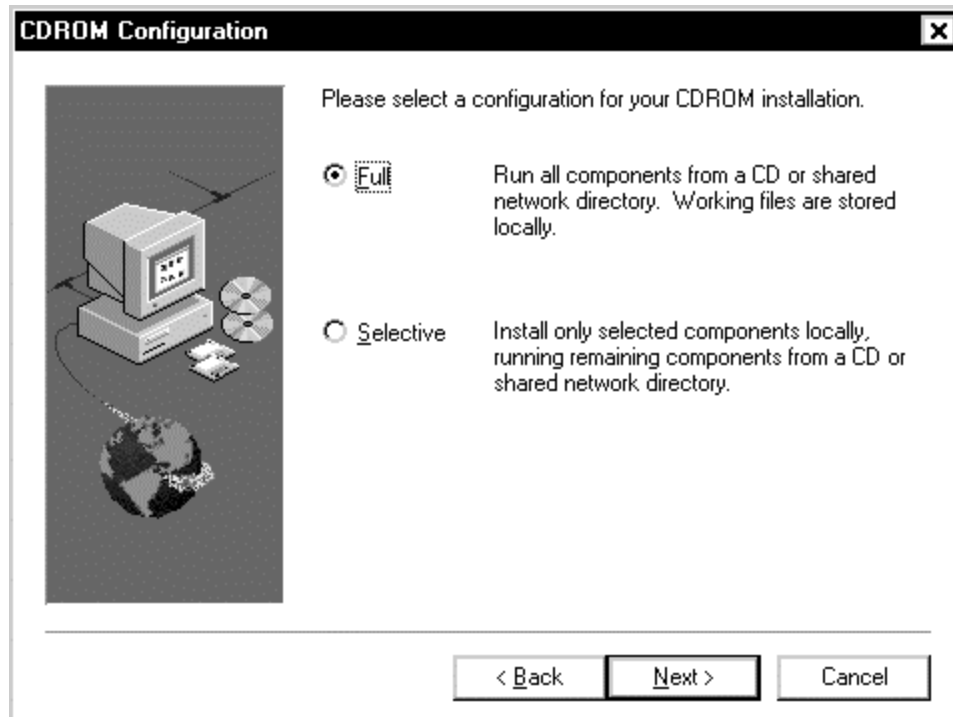 CDROM Configuration
Please select a configuration for your CDROM installation.
Full
Run all components from a CD or shared
network directory.  Working files are stored
locally.
Selective
Install only selected components locally,
running remaining components from a CD or
shared network directory.
< Back
Next >
Cancel